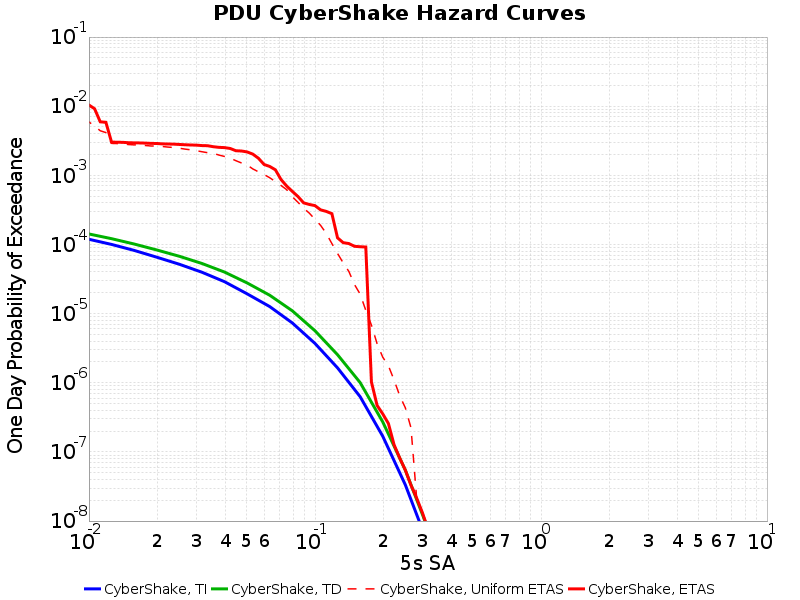 PDU CyberShake Hazard Curves
One Day Probability of Exceedance
10^-1
10^-2
10^-3
10^-4
10^-5
10^-6
10^-7
10^-8
10^-2 2 3 4 5 6 10^-1 2 3 4 5 6 7 10^0 2 3 4 5 6 7 10^1
5s SA
CyberShake, TI CyberShake, TD CyberShake, Uniform ETAS CyberShake, ETAS